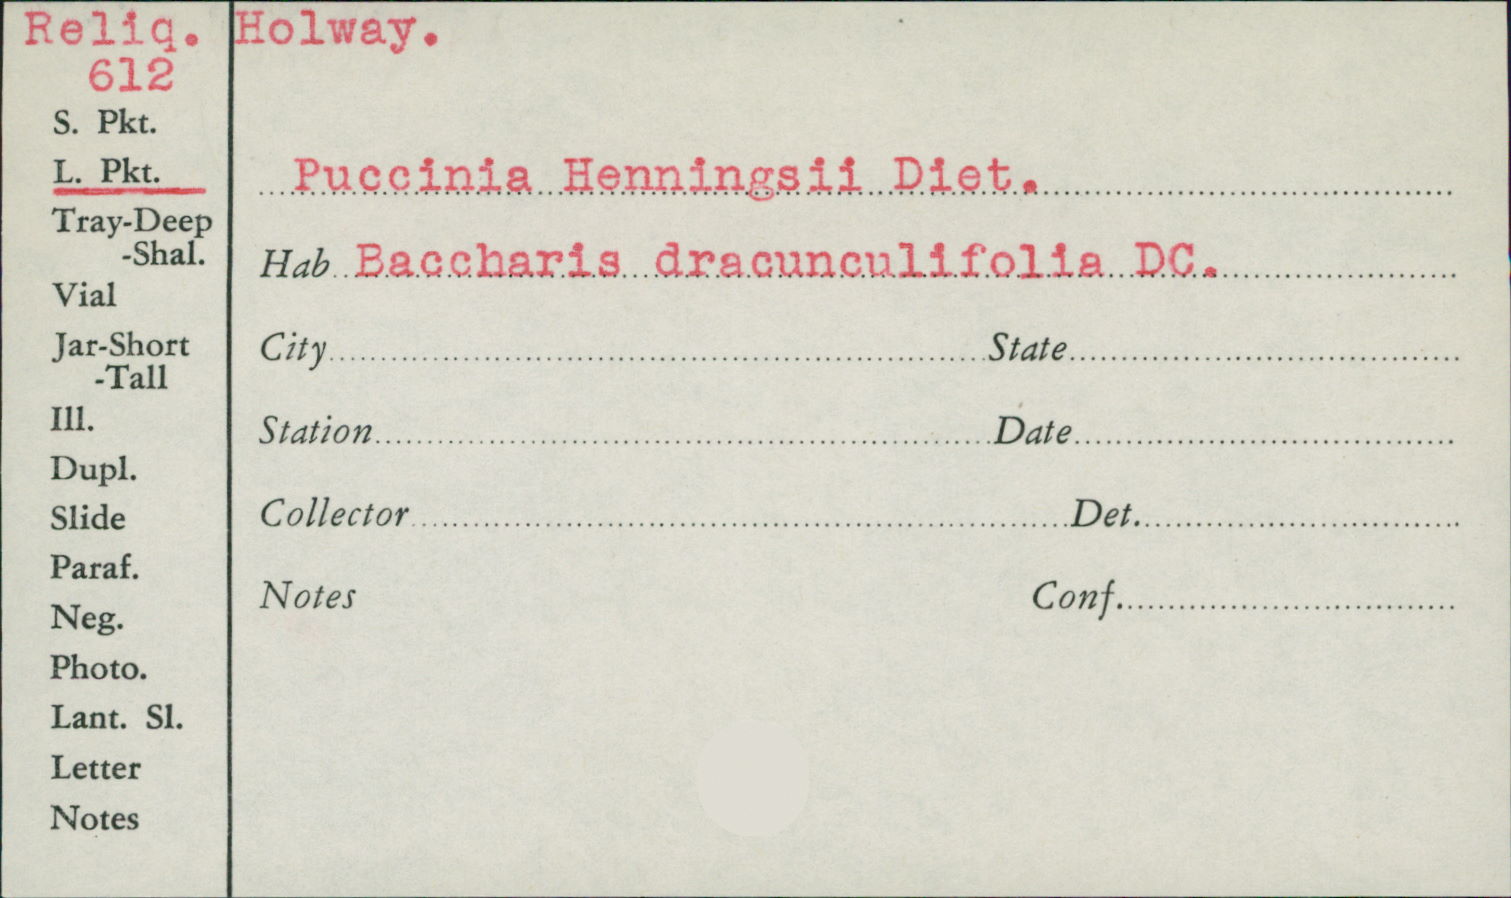 Reliq. Holway.
612
S. Pkt.
L. Pkt.
Puccinia Henningsii Diet.
Tray-Deep
-Shal.
Hab Baccharis dracunculifolia DC.
Vial
Jar-Short
-Tall
City State
Ill.
Station Date
Dupl.
Slide
Collector Det.
Paraf.
Neg.
Notes Conf.
Photo.
Lant. Sl.
Letter
Notes